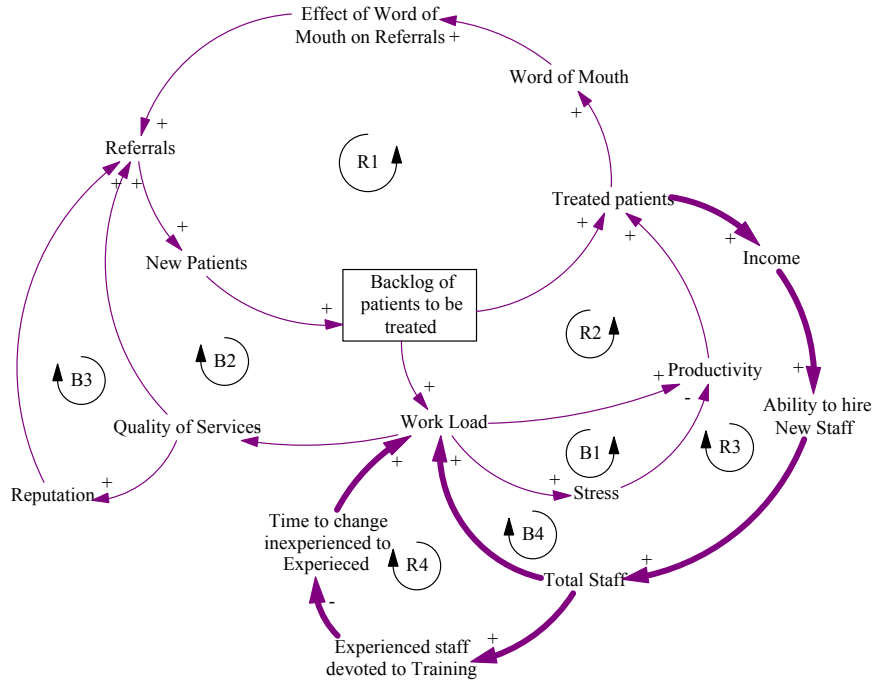 Effect of Word of
Mouth on Referrals +
Word of Mouth
+
+
Referrals
+ +
R1
Treated patients
+
+
+
+
Income
New Patients
+
Backlog of
patients to be
treated
R2
B3
B2
+
+
Productivity
+
-
Ability to hire
New Staff
Quality of Services
-
Work Load
B1
R3
+
+
+
Reputation
+
Stress
Time to change
inexperienced to
Experieced
B4
R4
+
Total Staff
-
+
Experienced staff
devoted to Training